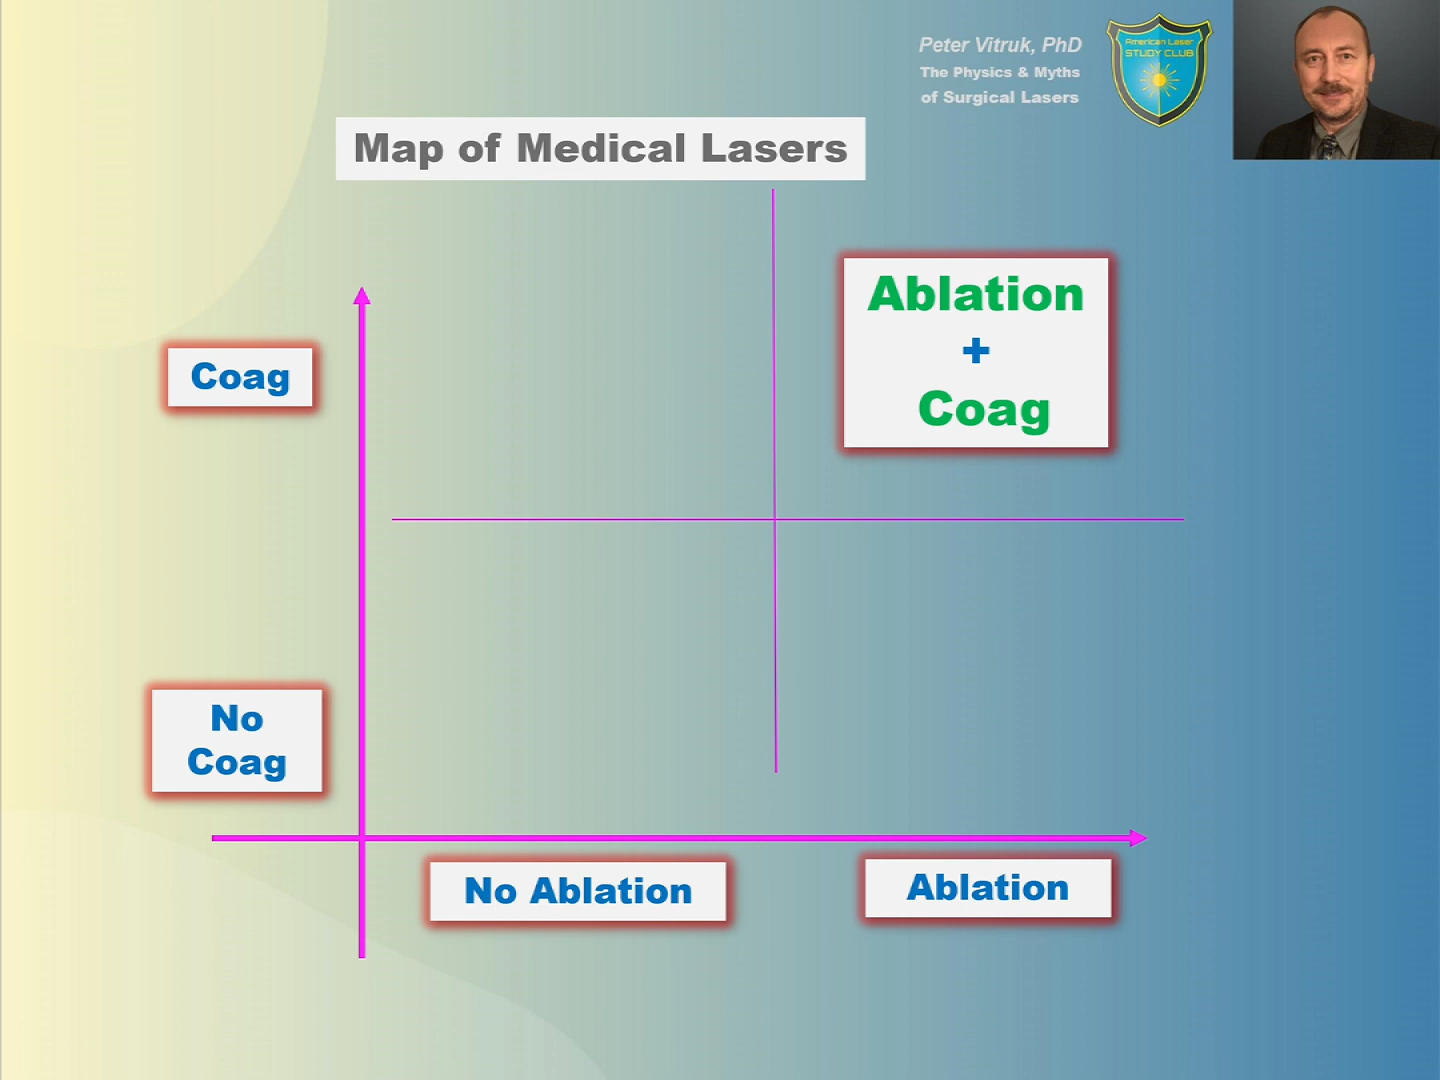 Peter Vitruk, PhD
The Physics & Myths
of Surgical Lasers
American Laser
STUDY CLUB
Map of Medical Lasers
Ablation
+
Coag
Coag
No
Coag
No Ablation
Ablation